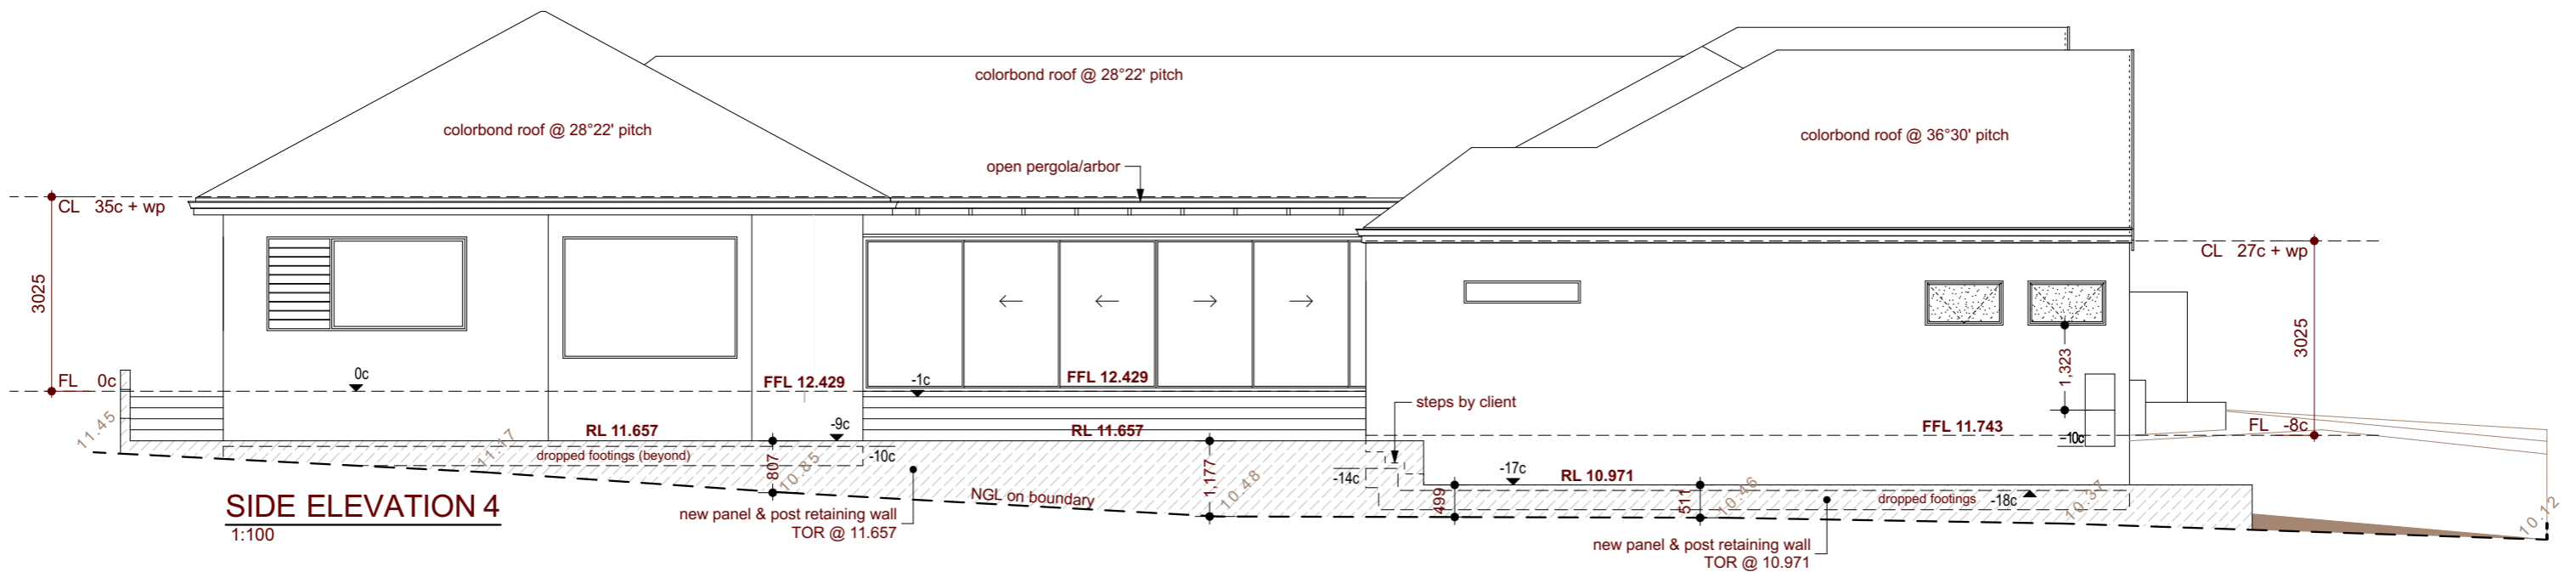 colorbond roof @ 28°22' pitch
colorbond roof @ 28°22' pitch
colorbond roof @ 36°30' pitch
open pergola/arbor
CL 35c + wp
CL 27c + wp
3025
3025
1,323
FL 0c
0c
FFL 12.429
-1c
FFL 12.429
steps by client
11.45
RL 11.657
-9c
RL 11.657
FFL 11.743
-10c
FL -8c
11.17
dropped footings (beyond)
-10c
807
10.85
1,177
10.48
-14c
-17c
RL 10.971
NGL on boundary
499
511
10.46
dropped footings
-18c
10.37
10.12
SIDE ELEVATION 4
1:100
new panel & post retaining wall
TOR @ 11.657
new panel & post retaining wall
TOR @ 10.971